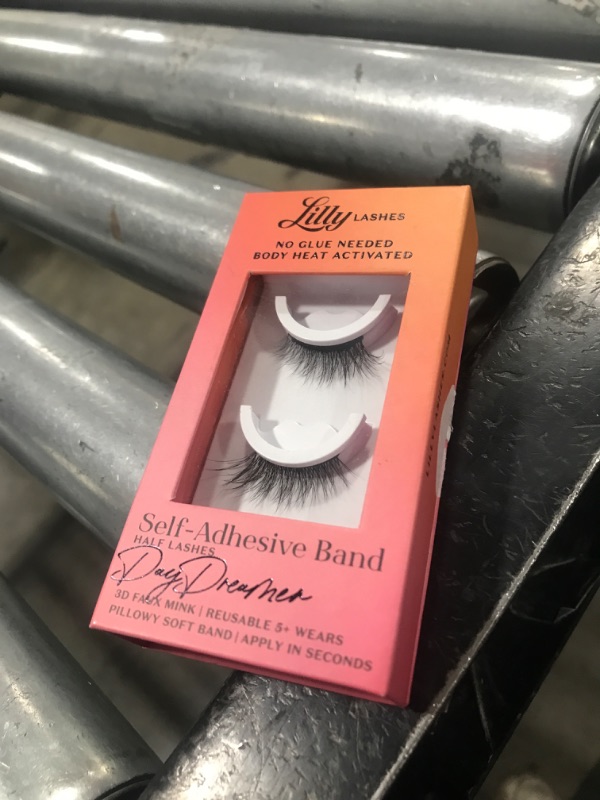 Lilly LASHES
NO GLUE NEEDED
BODY HEAT ACTIVATED
Self-Adhesive Band
HALF LASHES
DayDreamer
3D FAUX MINK | REUSABLE 5+ WEARS
PILLOWY SOFT BAND | APPLY IN SECONDS